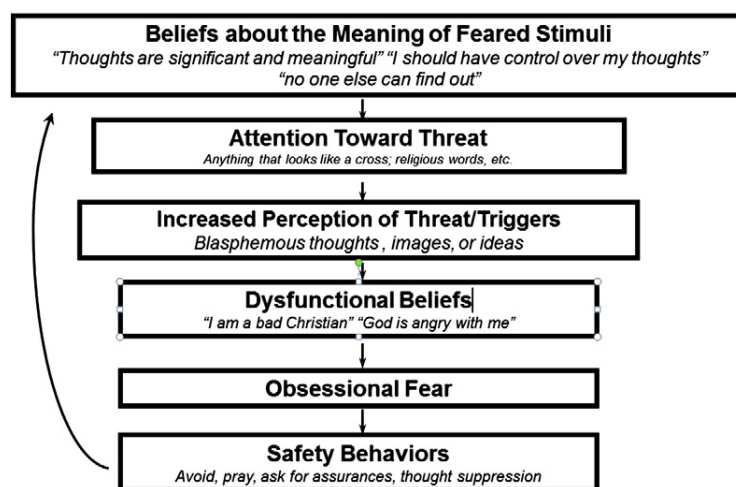 Beliefs about the Meaning of Feared Stimuli
“Thoughts are significant and meaningful” “I should have control over my thoughts”
“no one else can find out”
Attention Toward Threat
Anything that looks like a cross; religious words, etc.
Increased Perception of Threat/Triggers
Blasphemous thoughts , images, or ideas
Dysfunctional Beliefs
“I am a bad Christian” “God is angry with me”
Obsessional Fear
Safety Behaviors
Avoid, pray, ask for assurances, thought suppression